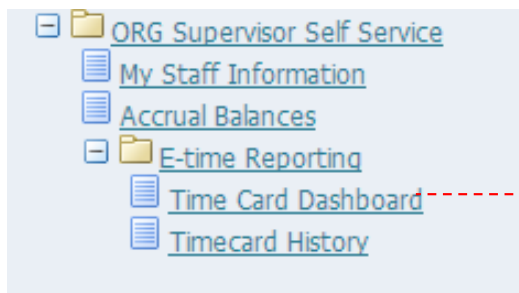 ORG Supervisor Self Service
My Staff Information
Accrual Balances
E-time Reporting
Time Card Dashboard
Timecard History